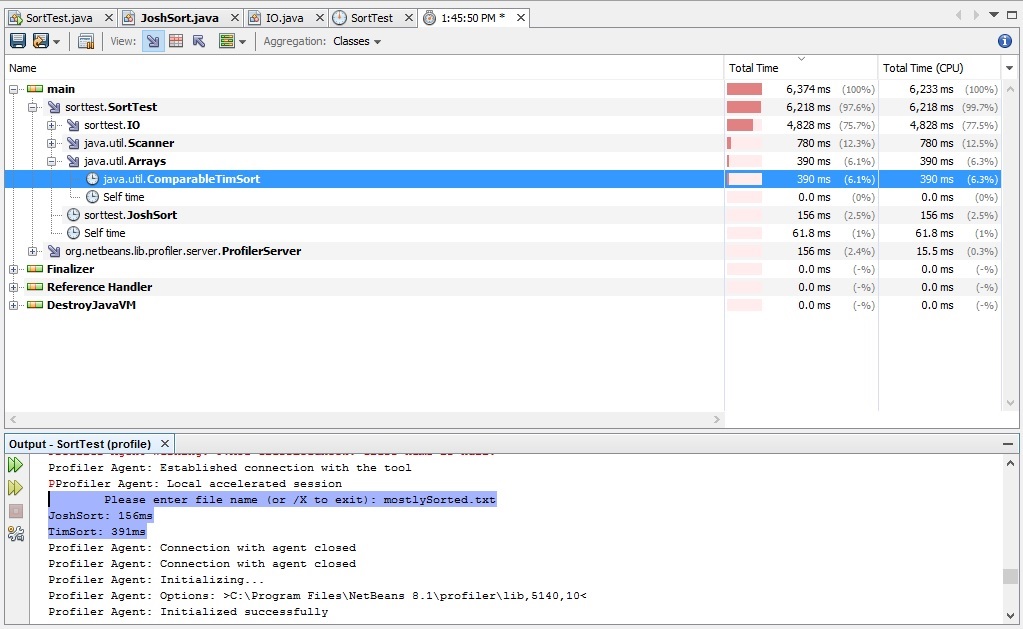 SortTest.java JoshSort.java IO.java SortTest 1:45:50 PM *
View: Aggregation: Classes
Name Total Time Total Time (CPU)
main 6,374 ms (100%) 6,233 ms (100%)
sorttest.SortTest 6,218 ms (97.6%) 6,218 ms (99.7%)
sorttest.IO 4,828 ms (75.7%) 4,828 ms (77.5%)
java.util.Scanner 780 ms (12.3%) 780 ms (12.5%)
java.util.Arrays 390 ms (6.1%) 390 ms (6.3%)
java.util.ComparableTimSort 390 ms (6.1%) 390 ms (6.3%)
Self time 0.0 ms (0%) 0.0 ms (0%)
sorttest.JoshSort 156 ms (2.5%) 156 ms (2.5%)
Self time 61.8 ms (1%) 61.8 ms (1%)
org.netbeans.lib.profiler.server.ProfilerServer 156 ms (2.4%) 15.5 ms (0.3%)
Finalizer 0.0 ms (-%) 0.0 ms (-%)
Reference Handler 0.0 ms (-%) 0.0 ms (-%)
DestroyJavaVM 0.0 ms (-%) 0.0 ms (-%)
Output - SortTest (profile)
Profiler Agent: Established connection with the tool
PProfiler Agent: Local accelerated session
Please enter file name (or /X to exit): mostlySorted.txt
JoshSort: 156ms
TimSort: 391ms
Profiler Agent: Connection with agent closed
Profiler Agent: Connection with agent closed
Profiler Agent: Initializing...
Profiler Agent: Options: >C:\Program Files\NetBeans 8.1\profiler\lib,5140,10<
Profiler Agent: Initialized successfully